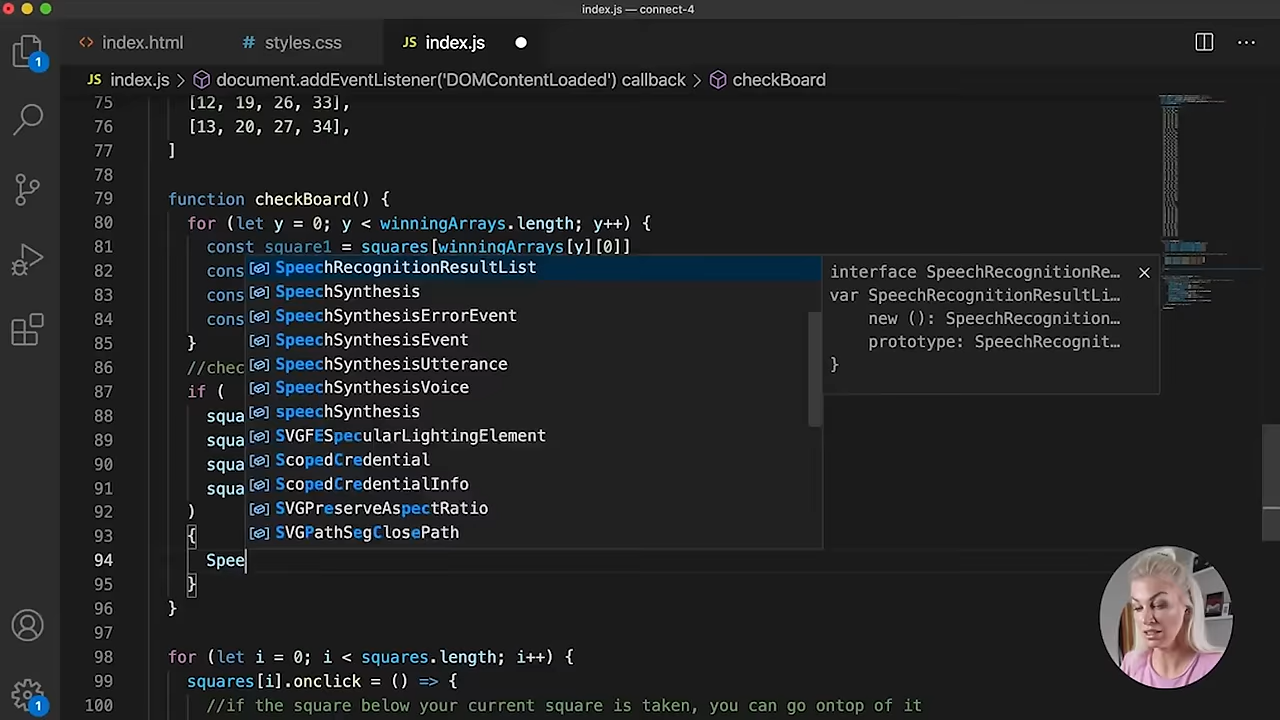 index.js — connect-4
index.html
styles.css
JS index.js
JS index.js > document.addEventListener('DOMContentLoaded') callback > checkBoard
75 [12, 19, 26, 33],
76 [13, 20, 27, 34],
77 ]
78
79 function checkBoard() {
80 for (let y = 0; y < winningArrays.length; y++) {
81 const square1 = squares[winningArrays[y][0]]
82 cons
83 cons
84 cons
85 }
86 //chec
87 if (
88 squa
89 squa
90 squa
91 squa
92 )
93 {
94 Spee
95 }
96 }
97
98 for (let i = 0; i < squares.length; i++) {
99 squares[i].onclick = () => {
100 //if the square below your current square is taken, you can go ontop of it
SpeechRecognitionResultList
SpeechSynthesis
SpeechSynthesisErrorEvent
SpeechSynthesisEvent
SpeechSynthesisUtterance
SpeechSynthesisVoice
speechSynthesis
SVGFESpecularLightingElement
ScopedCredential
ScopedCredentialInfo
SVGPreserveAspectRatio
SVGPathSegClosePath
interface SpeechRecognitionRe…
var SpeechRecognitionResultLi…
new (): SpeechRecognition…
prototype: SpeechRecognit…
}
1
1